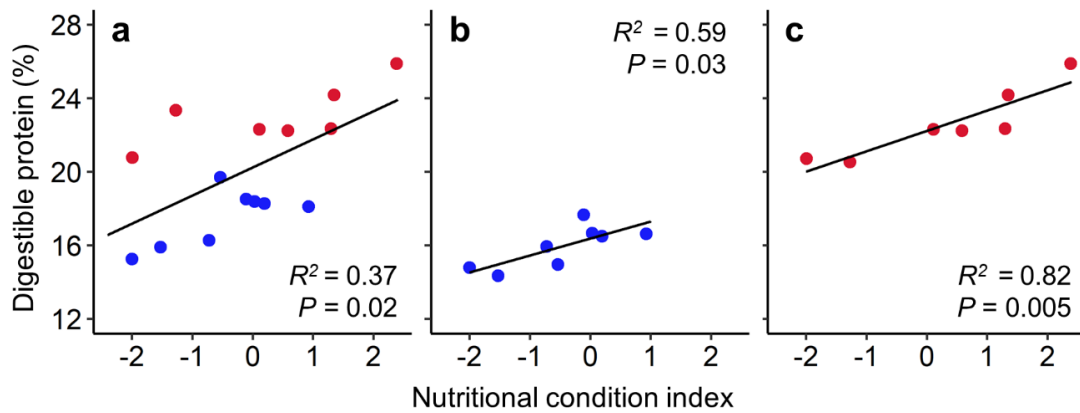 Digestible protein (%)
28
24
20
16
12
a
R² = 0.37
P = 0.02
-2 -1 0 1 2
b
R² = 0.59
P = 0.03
-2 -1 0 1 2
c
R² = 0.82
P = 0.005
-2 -1 0 1 2
Nutritional condition index